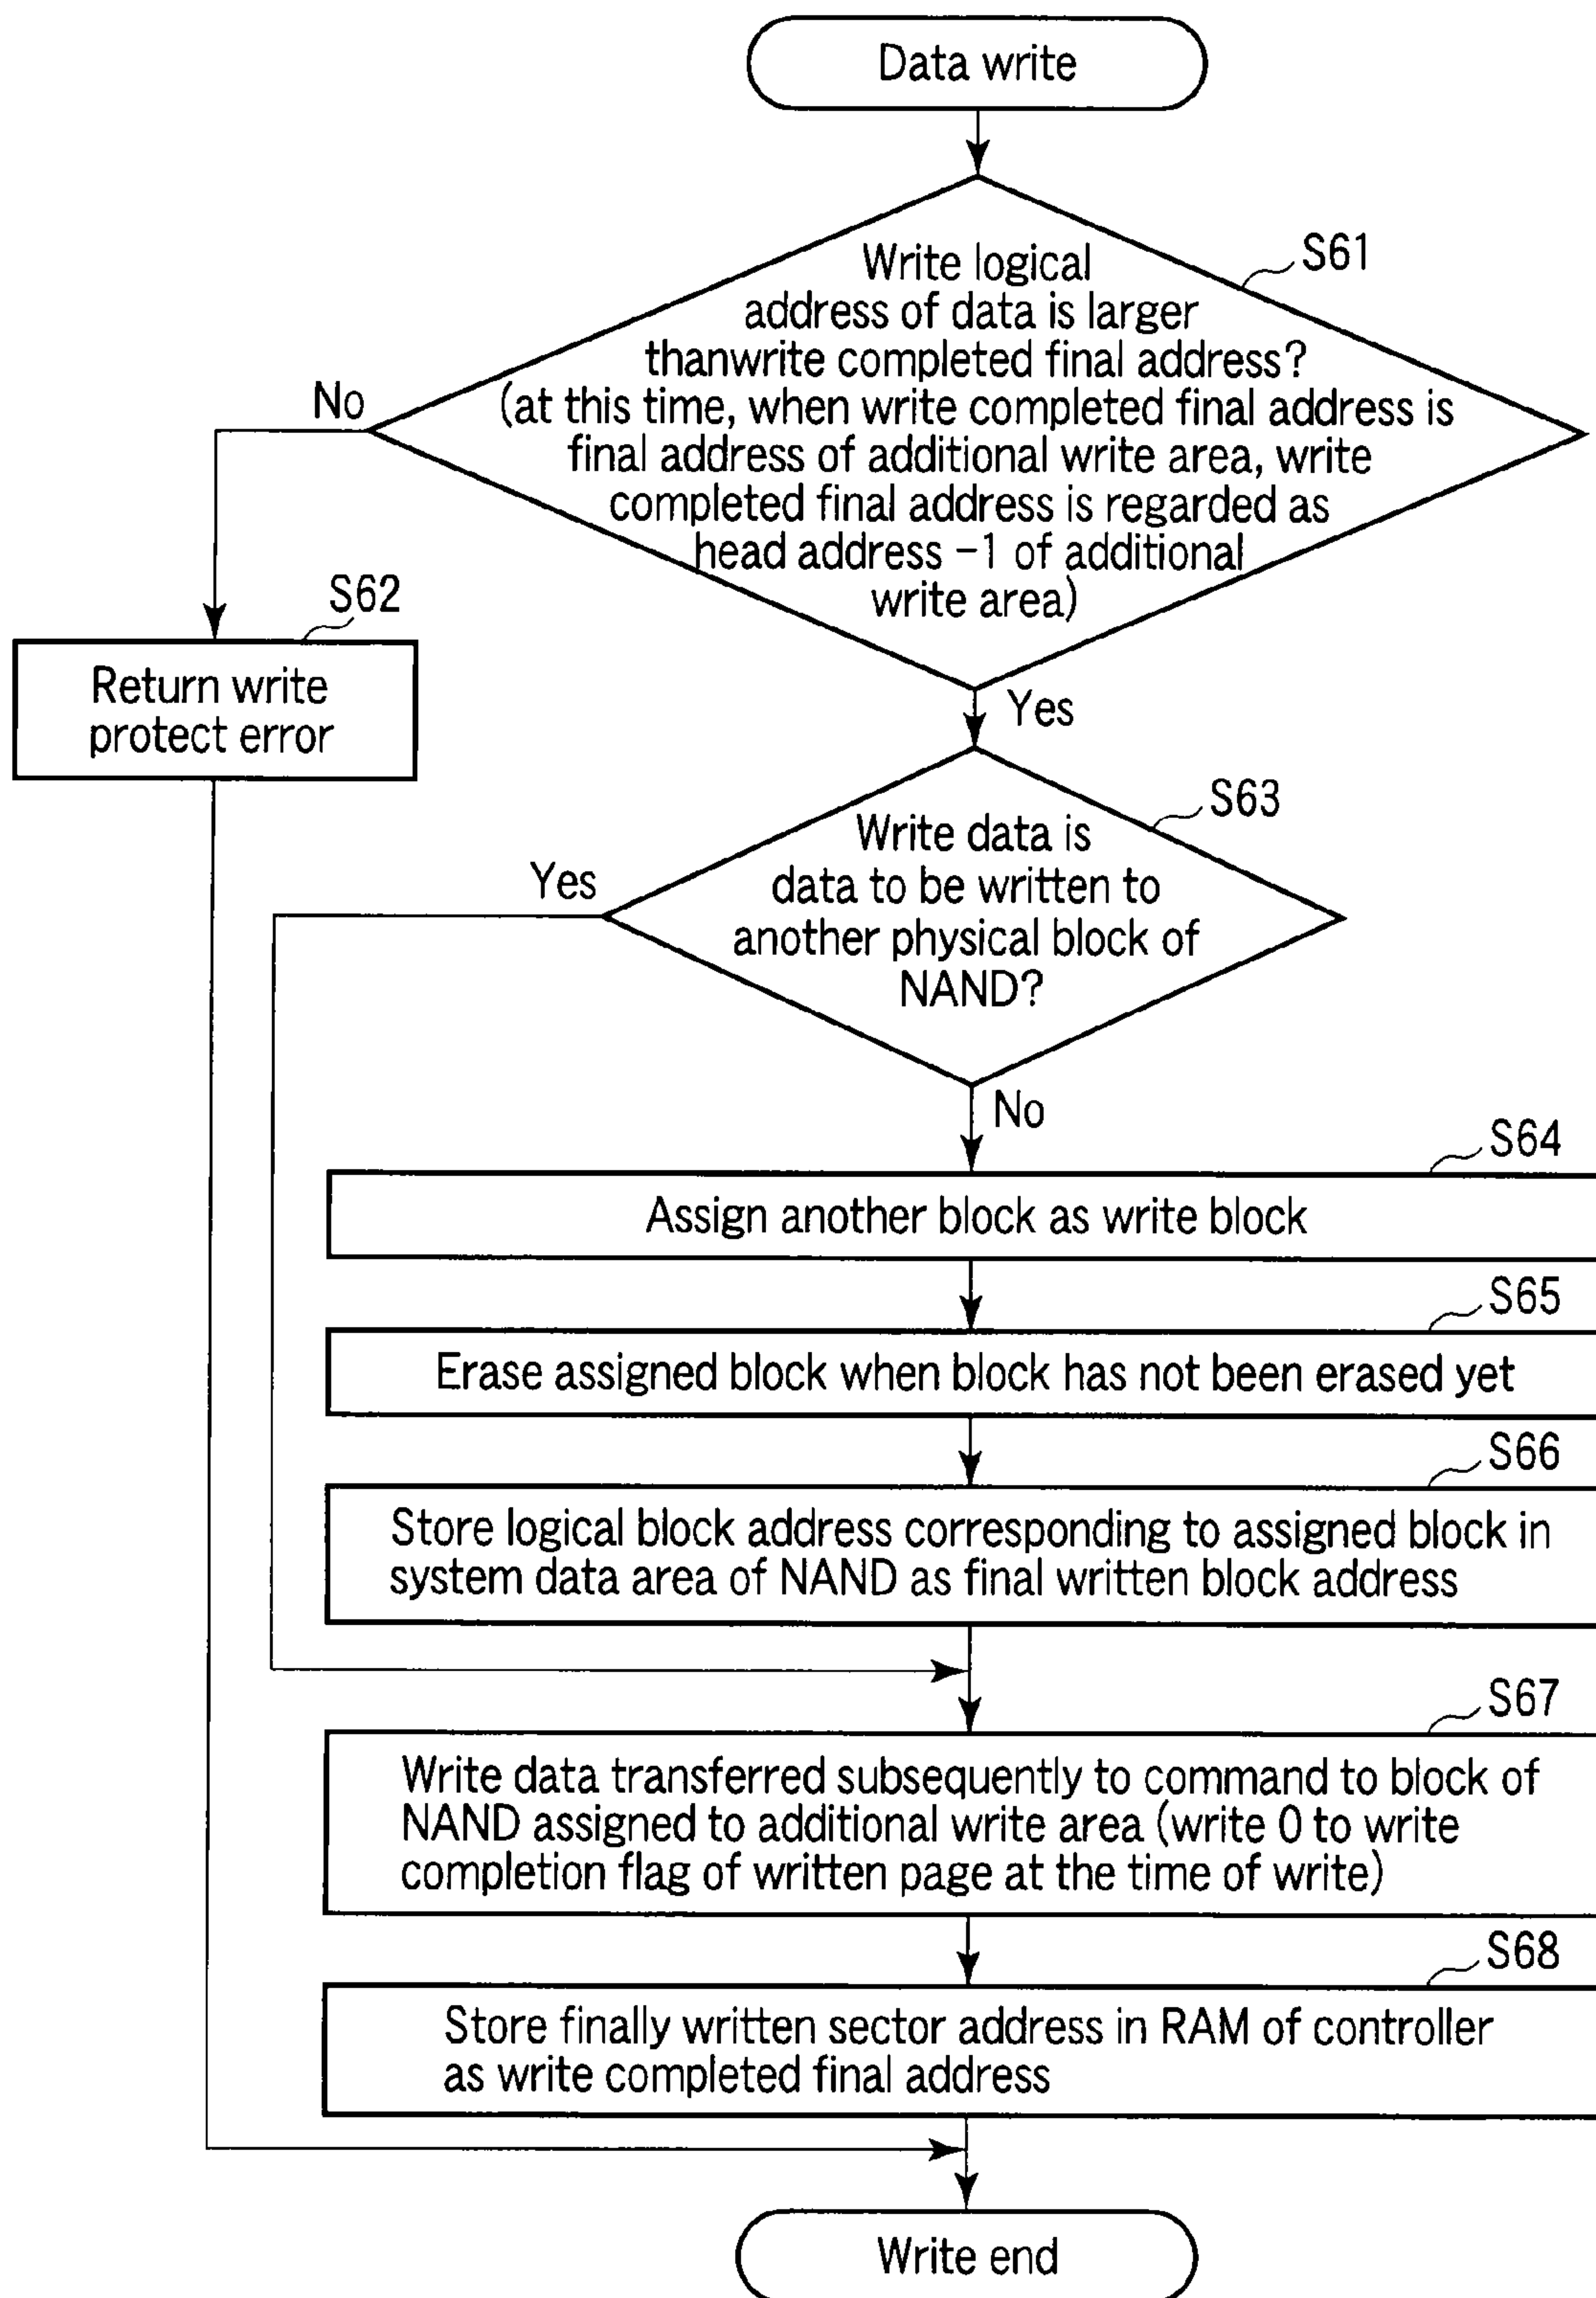 Data write
S61
Write logical
address of data is larger
thanwrite completed final address?
(at this time, when write completed final address is
final address of additional write area, write
completed final address is regarded as
head address -1 of additional
write area)
No
S62
Return write
protect error
Yes
S63
Write data is
data to be written to
another physical block of
NAND?
Yes
No
S64
Assign another block as write block
S65
Erase assigned block when block has not been erased yet
S66
Store logical block address corresponding to assigned block in
system data area of NAND as final written block address
S67
Write data transferred subsequently to command to block of
NAND assigned to additional write area (write 0 to write
completion flag of written page at the time of write)
S68
Store finally written sector address in RAM of controller
as write completed final address
Write end